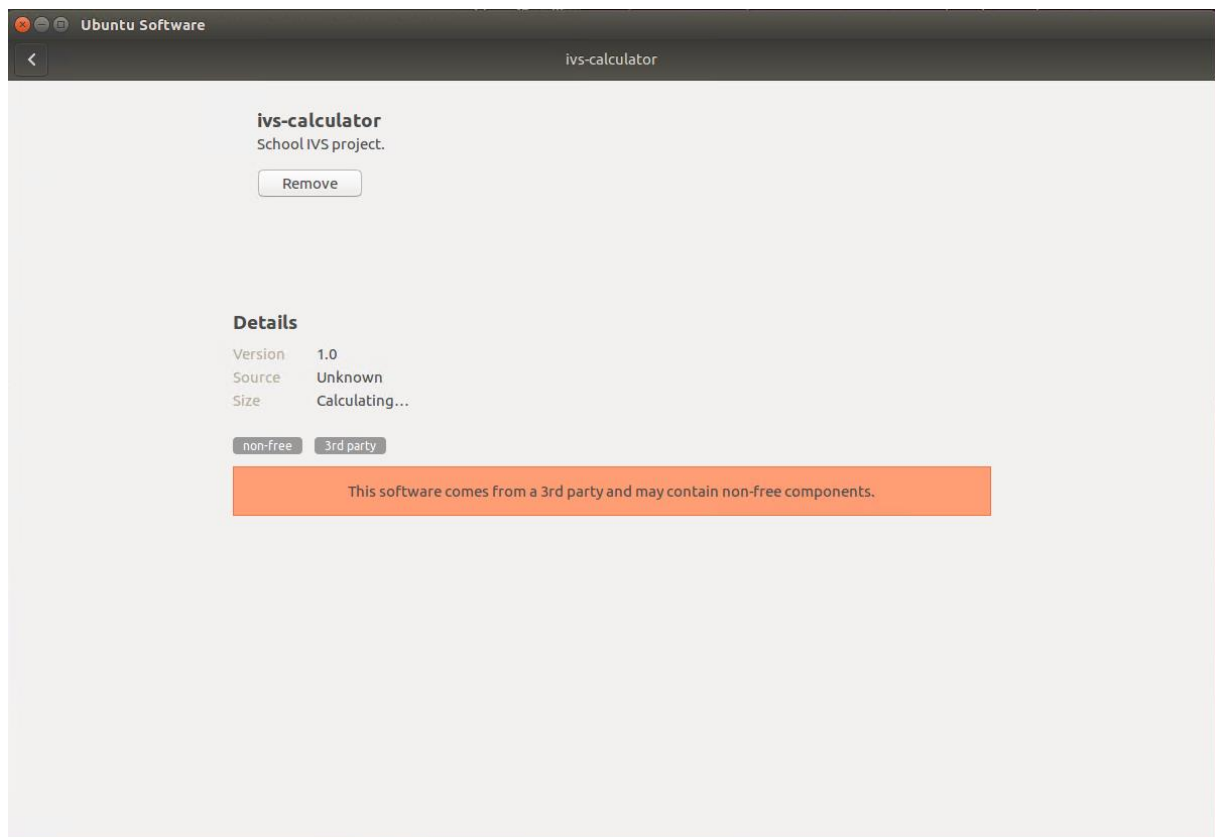 Ubuntu Software
ivs-calculator
ivs-calculator
School IVS project.
Remove
Details
Version 1.0
Source Unknown
Size Calculating...
non-free 3rd party
This software comes from a 3rd party and may contain non-free components.